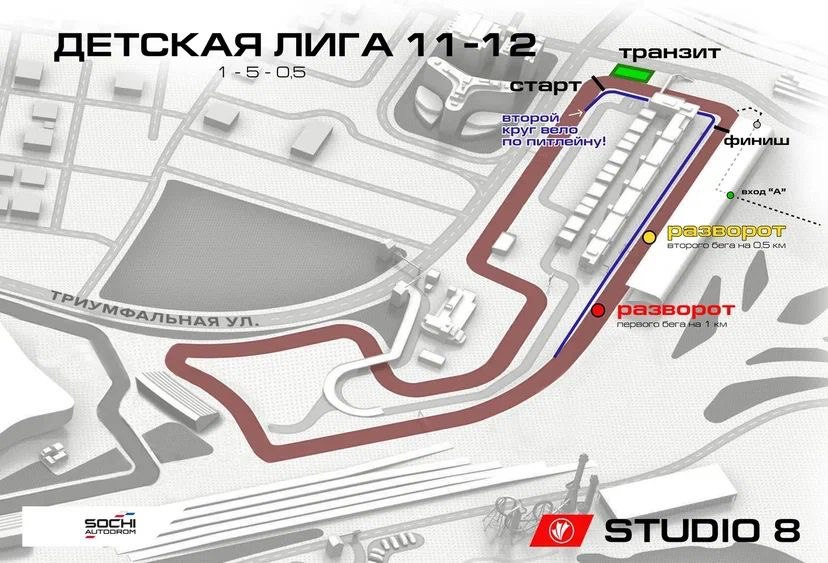 ДЕТСКАЯ ЛИГА 11-12
1 - 5 - 0,5
транзит
старт
второй
круг вело
по питлейну!
финиш
вход "А"
разворот
второго бега на 0.5 км
разворот
первого бега на 1 км
ТРИУМФАЛЬНАЯ УЛ.
SOCHI
AUTODROM
STUDIO 8